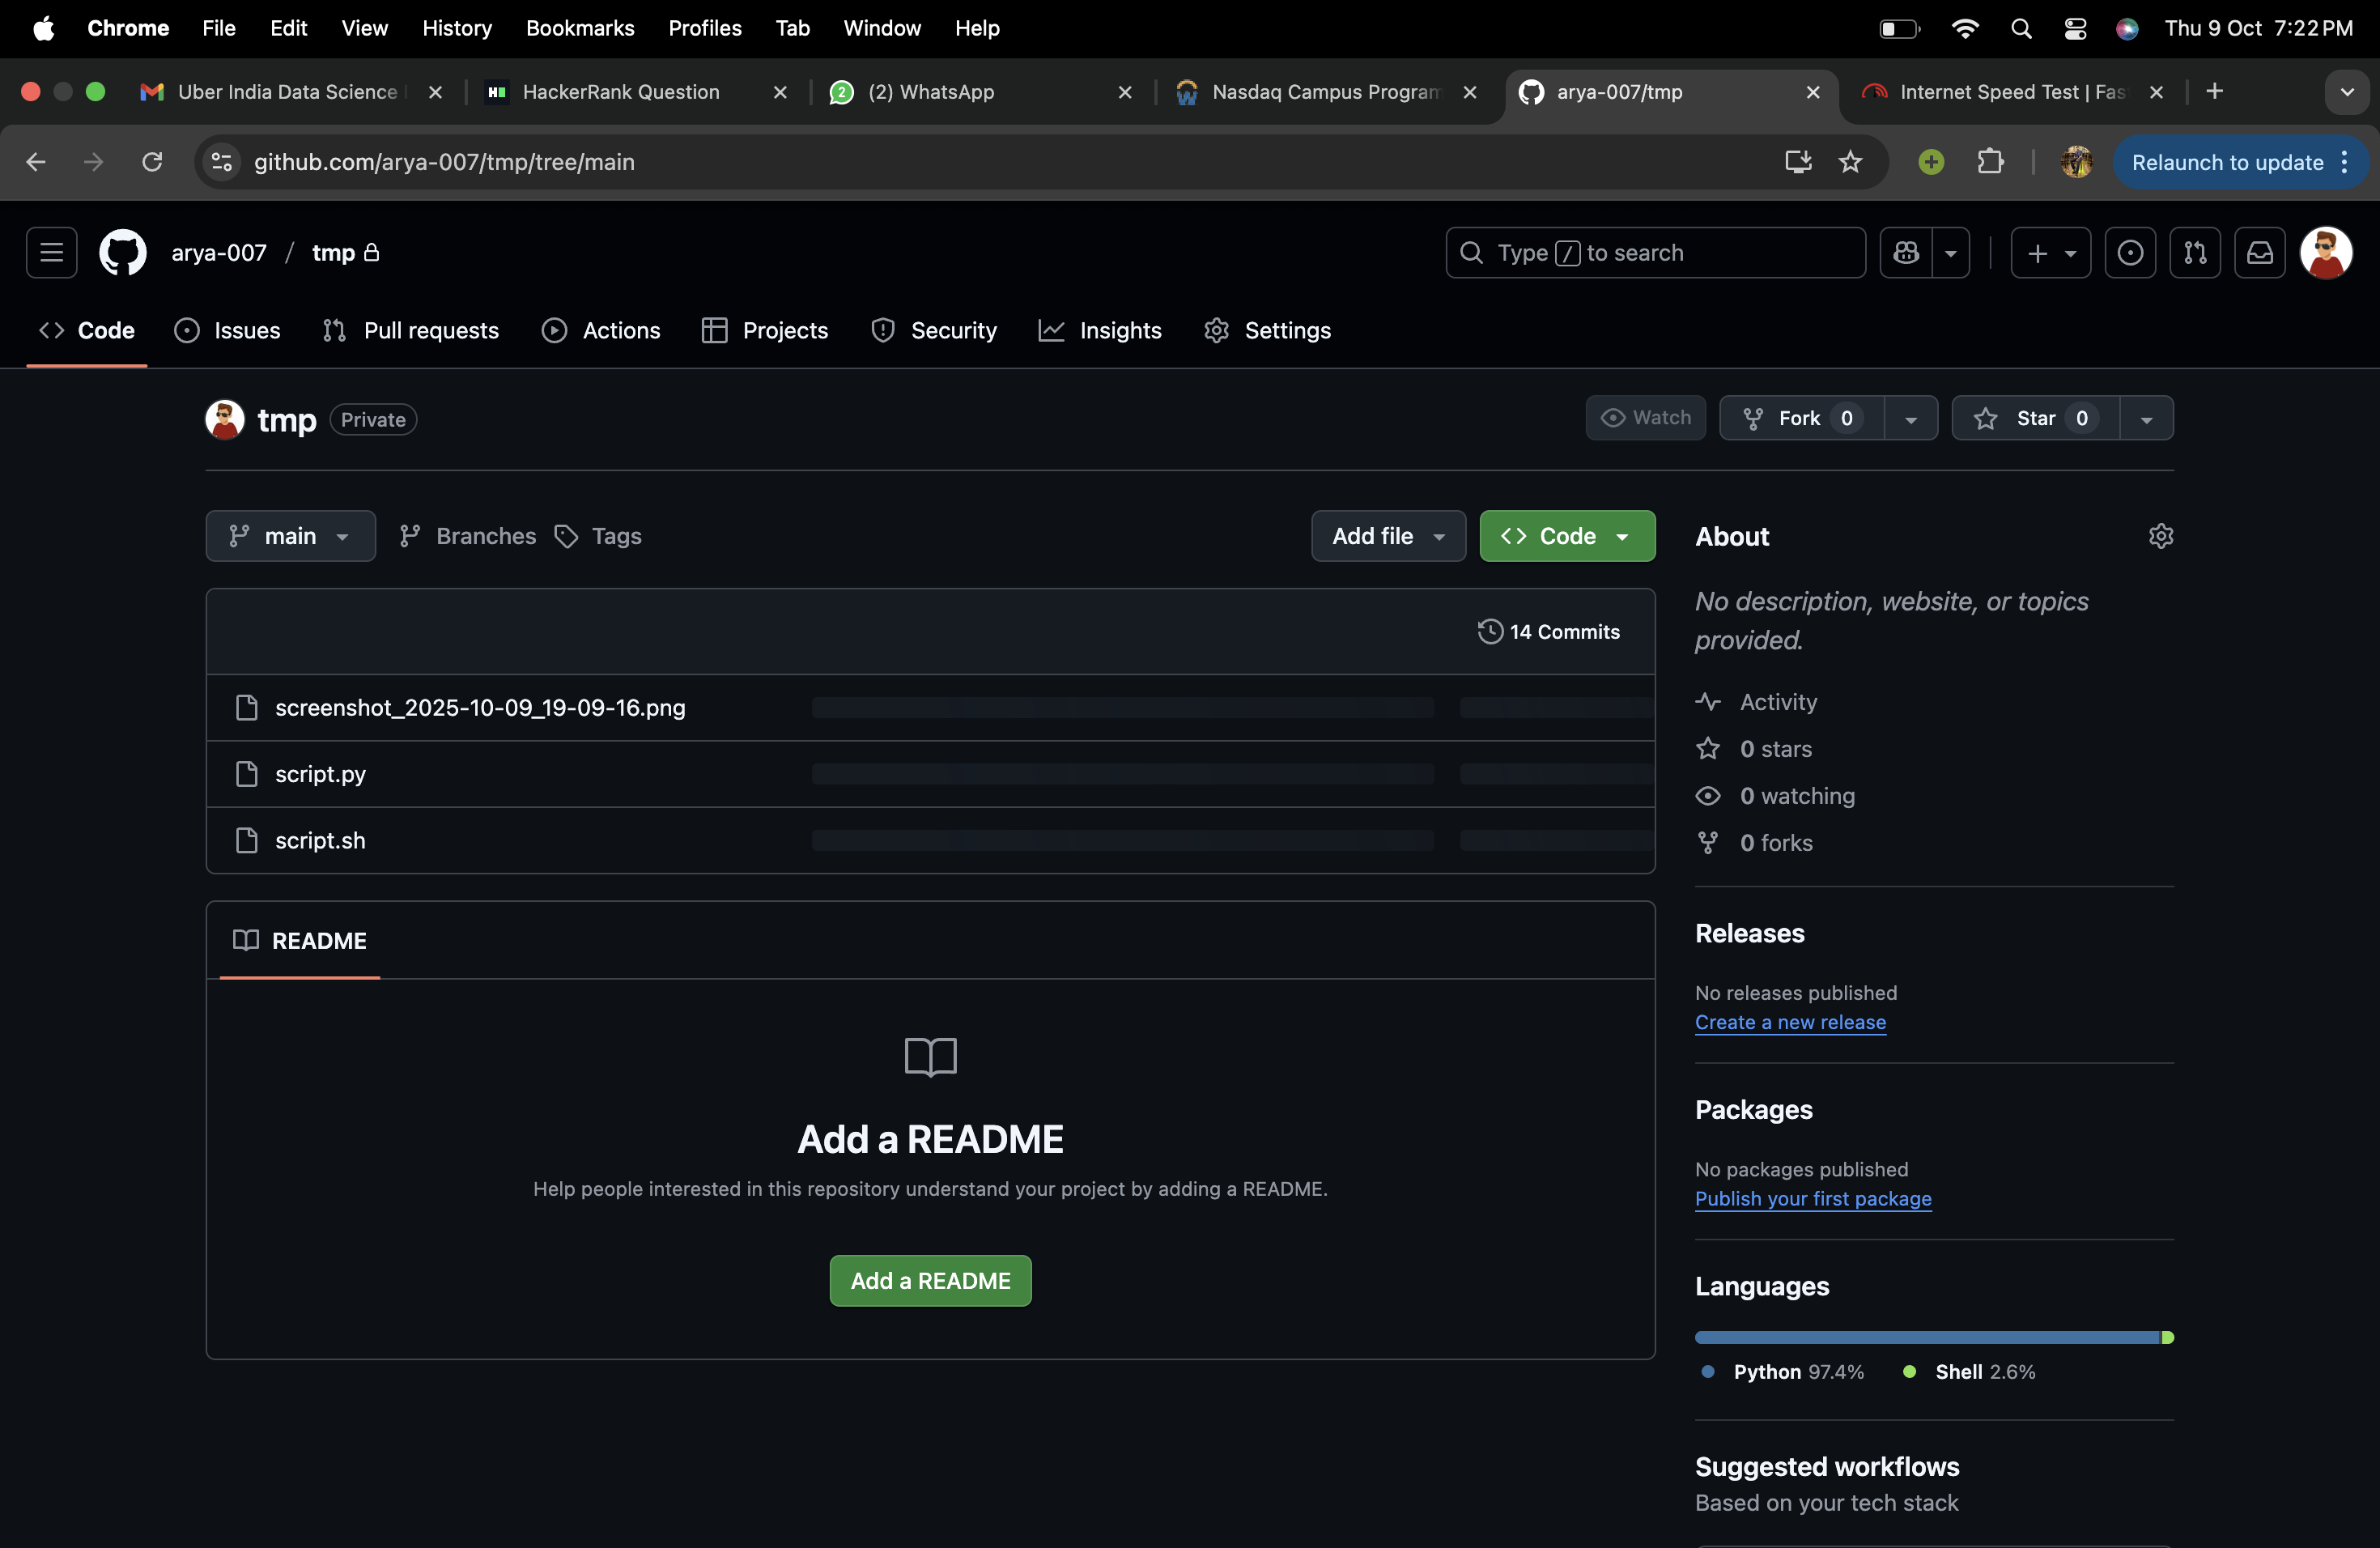 Chrome File Edit View History Bookmarks Profiles Tab Window Help Thu 9 Oct 7:22 PM
Uber India Data Science HackerRank Question 2 (2) WhatsApp Nasdaq Campus Program arya-007/tmp Internet Speed Test | Fas
github.com/arya-007/tmp/tree/main Relaunch to update
arya-007 / tmp Type / to search
Code Issues Pull requests Actions Projects Security Insights Settings
tmp Private Watch Fork 0 Star 0
main Branches Tags Add file Code
14 Commits
screenshot_2025-10-09_19-09-16.png
script.py
script.sh
README
Add a README
Help people interested in this repository understand your project by adding a README.
Add a README
About
No description, website, or topics
provided.
Activity
0 stars
0 watching
0 forks
Releases
No releases published
Create a new release
Packages
No packages published
Publish your first package
Languages
Python 97.4% Shell 2.6%
Suggested workflows
Based on your tech stack